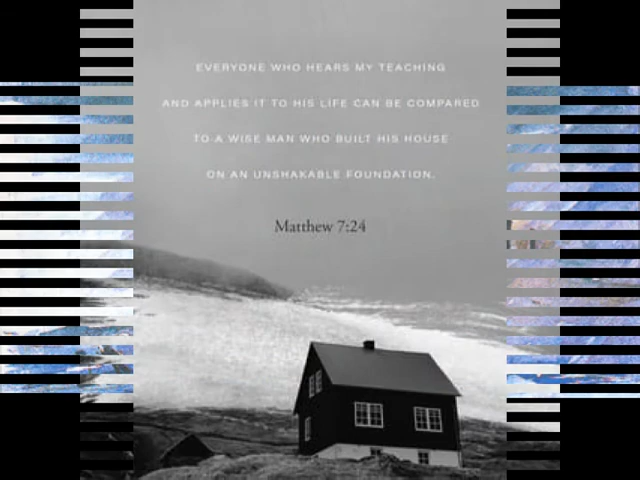 EVERYONE WHO HEARS MY TEACHING
AND APPLIES IT TO HIS LIFE CAN BE COMPARED
TO A WISE MAN WHO BUILT HIS HOUSE
ON AN UNSHAKABLE FOUNDATION.
Matthew 7:24